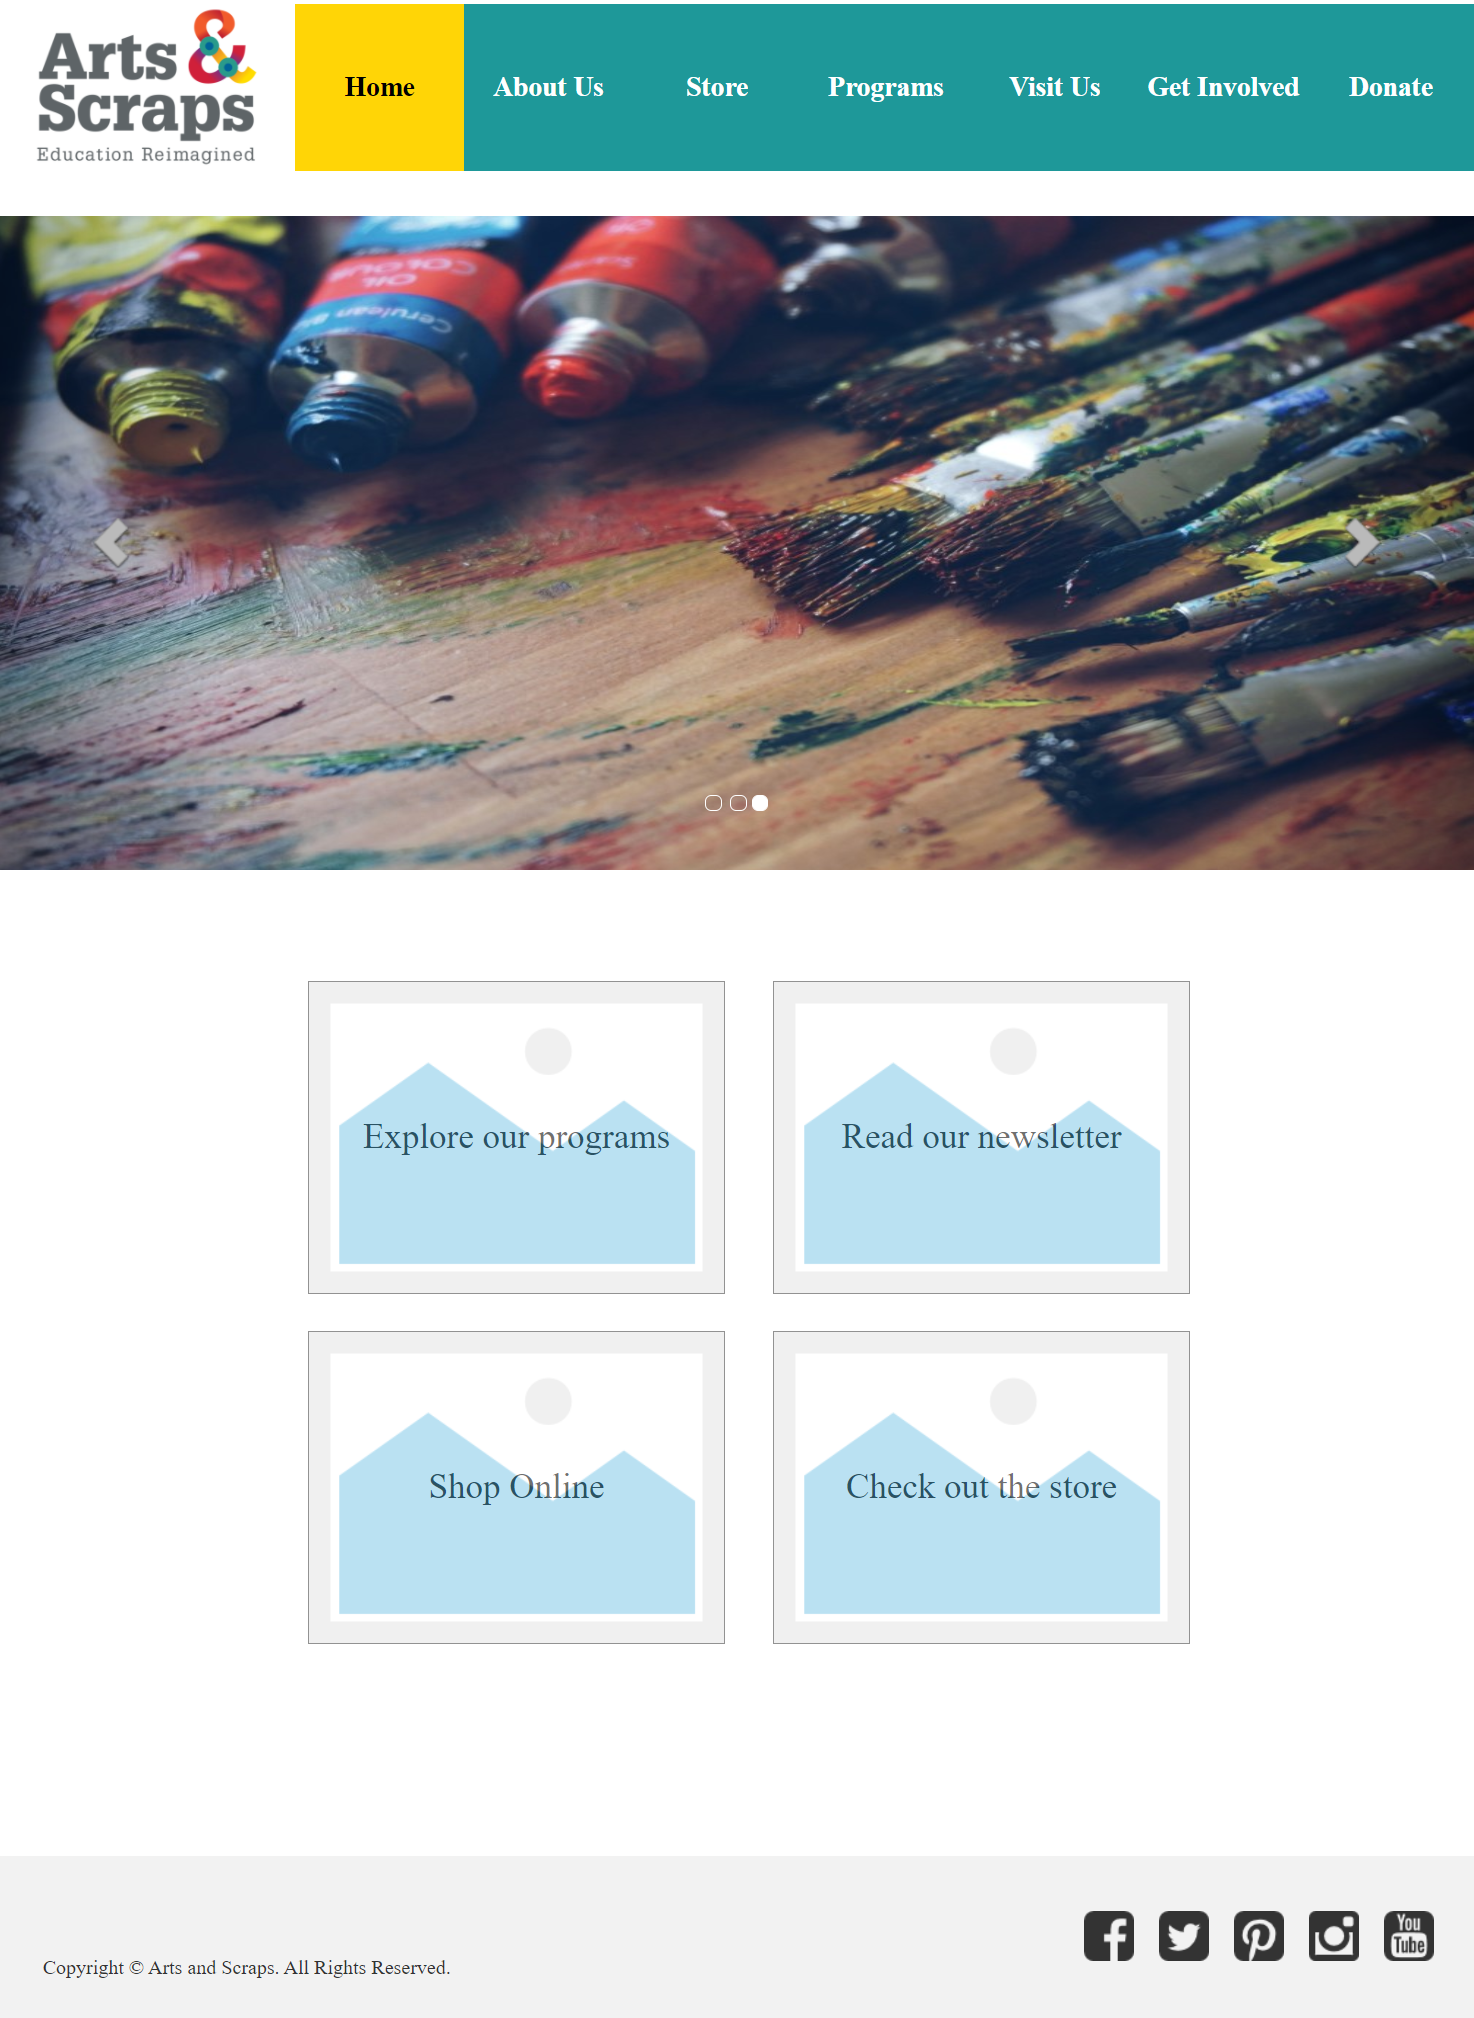 Arts &
Scraps
Education Reimagined
Home
About Us
Store
Programs
Visit Us
Get Involved
Donate
OIL
COLOUR
Cerulean
Explore our programs
Read our newsletter
Shop Online
Check out the store
You
Tube
Copyright © Arts and Scraps. All Rights Reserved.